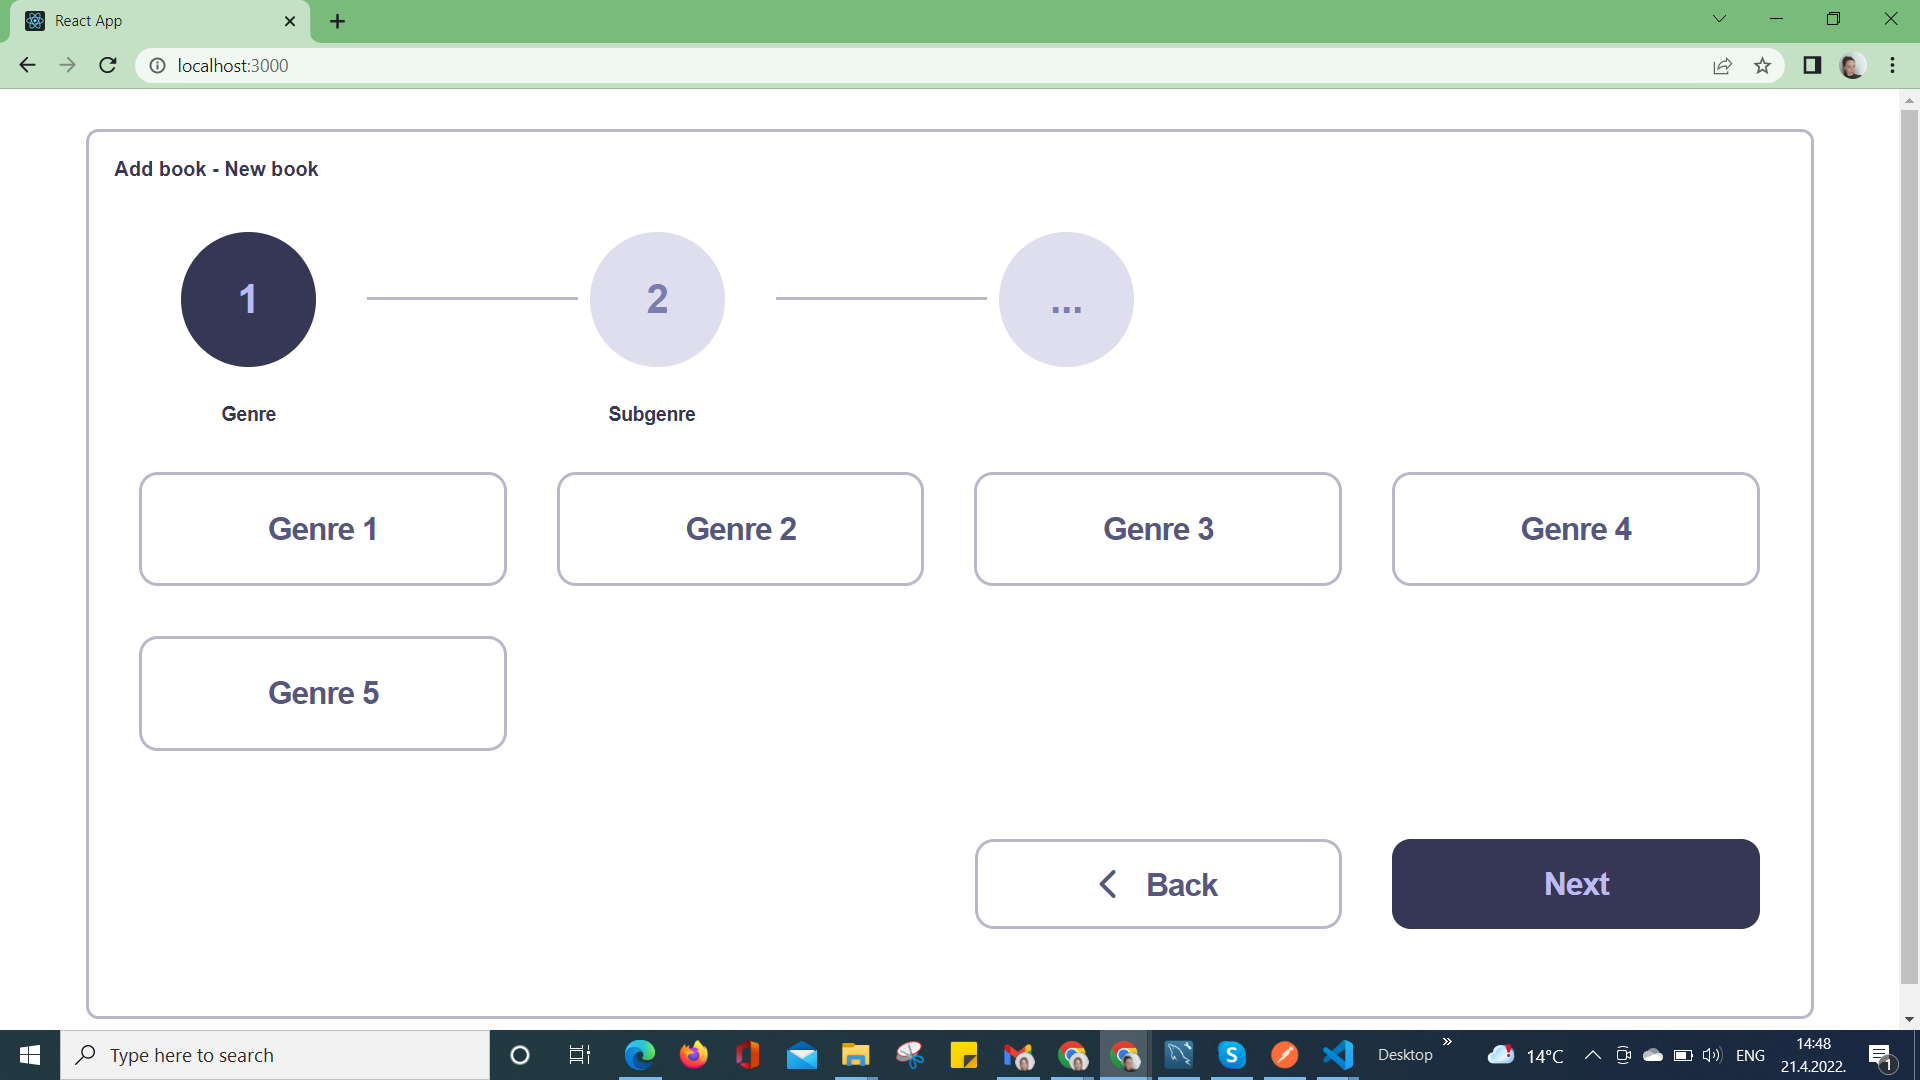 React App
localhost:3000
Add book - New book
1
2
...
Genre
Subgenre
Genre 1
Genre 2
Genre 3
Genre 4
Genre 5
Back
Next
Type here to search
Desktop
14°C
ENG
14:48
21.4.2022.
1